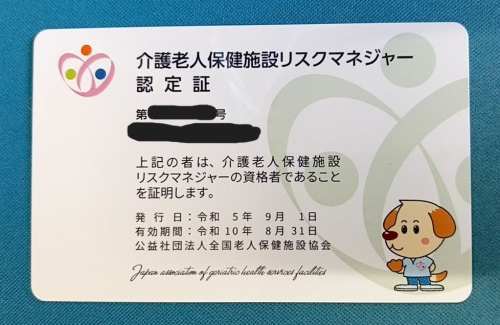 介護老人保健施設リスクマネジャー
認定証
第 号
上記の者は、介護老人保健施設
リスクマネジャーの資格者であること
を証明します。
発行日：令和 5年 9月 1日
有効期間：令和10年 8月31日
公益社団法人全国老人保健施設協会
Japan association of geriatric health services facilities